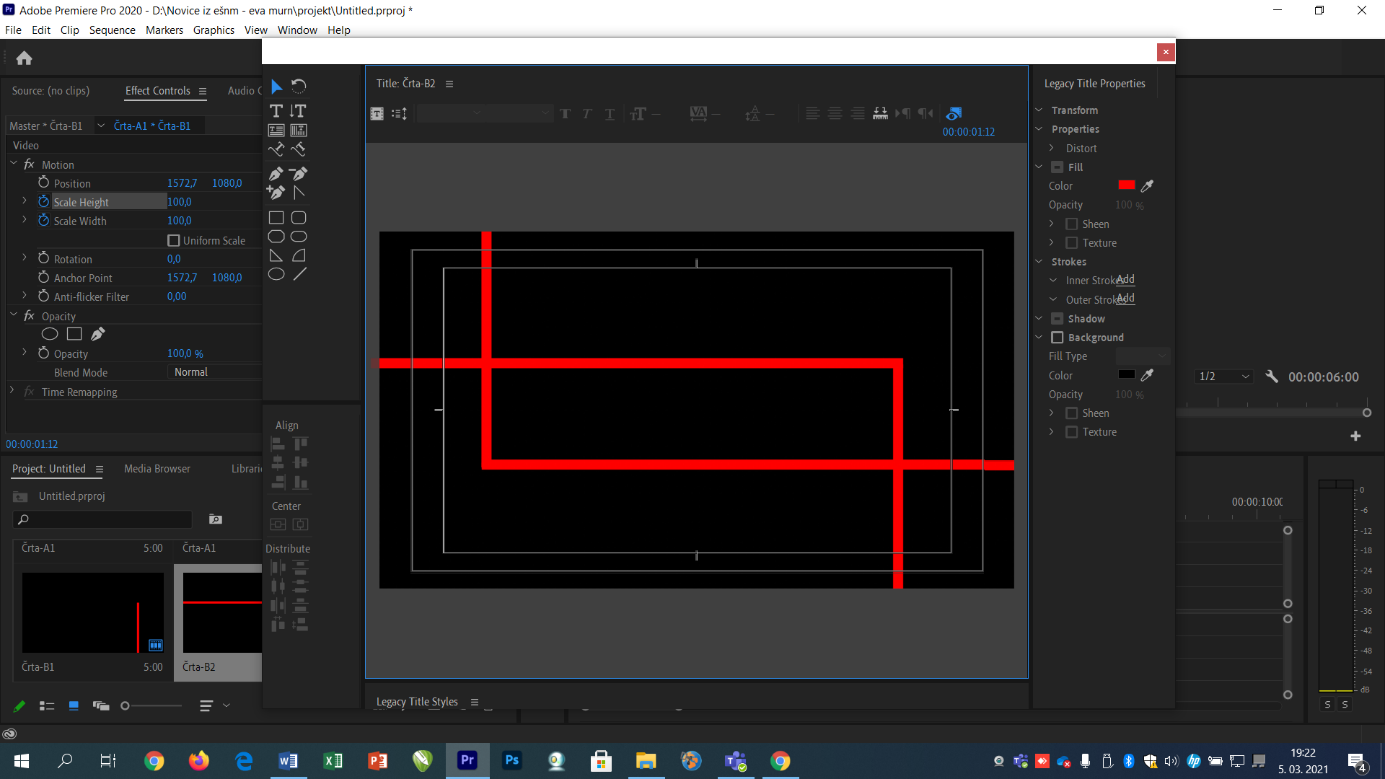 Adobe Premiere Pro 2020 - D:\Novice iz ešnm - eva murn\projekt\Untitled.prproj *
File Edit Clip Sequence Markers Graphics View Window Help
Source: (no clips) Effect Controls Audio C
Master * Črta-B1 Črta-A1 * Črta-B1
Video
fx Motion
Position 1572,7 1080,0
Scale Height 100,0
Scale Width 100,0
Uniform Scale
Rotation 0,0
Anchor Point 1572,7 1080,0
Anti-flicker Filter 0,00
fx Opacity
Opacity 100,0 %
Blend Mode Normal
fx Time Remapping
00:00:01:12
Project: Untitled Media Browser Librari
Untitled.prproj
Črta-A1 5:00 Črta-A1
Črta-B1 5:00 Črta-B2
Align
Center
Distribute
Title: Črta-B2
00:00:01:12
Legacy Title Styles
Legacy Title Properties
Transform
Properties
Distort
Fill
Color
Opacity 100 %
Sheen
Texture
Strokes
Inner Strokes Add
Outer Strokes Add
Shadow
Background
Fill Type
Color
Opacity 100 %
Sheen
Texture
1/2 00:00:06:00
00:00:10:0
0
-6
-12
-18
-24
-30
-36
-42
-48
-54
dB
S S
19:22
5. 03. 2021
4